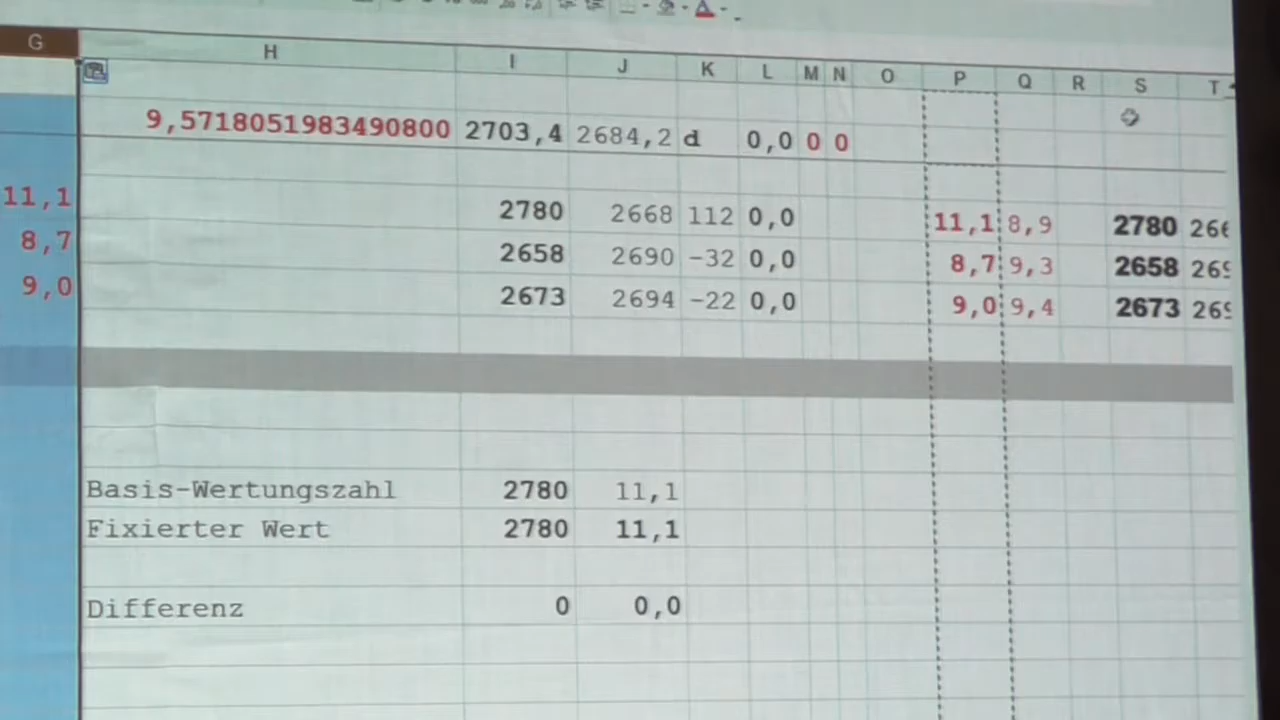 G H I J K L M N O P Q R S T
9,5718051983490800 2703,4 2684,2 d 0,0 0 0
11,1 2780 2668 112 0,0 11,1 8,9 2780
8,7 2658 2690 -32 0,0 8,7 9,3 2658
9,0 2673 2694 -22 0,0 9,0 9,4 2673
Basis-Wertungszahl 2780 11,1
Fixierter Wert 2780 11,1
Differenz 0 0,0